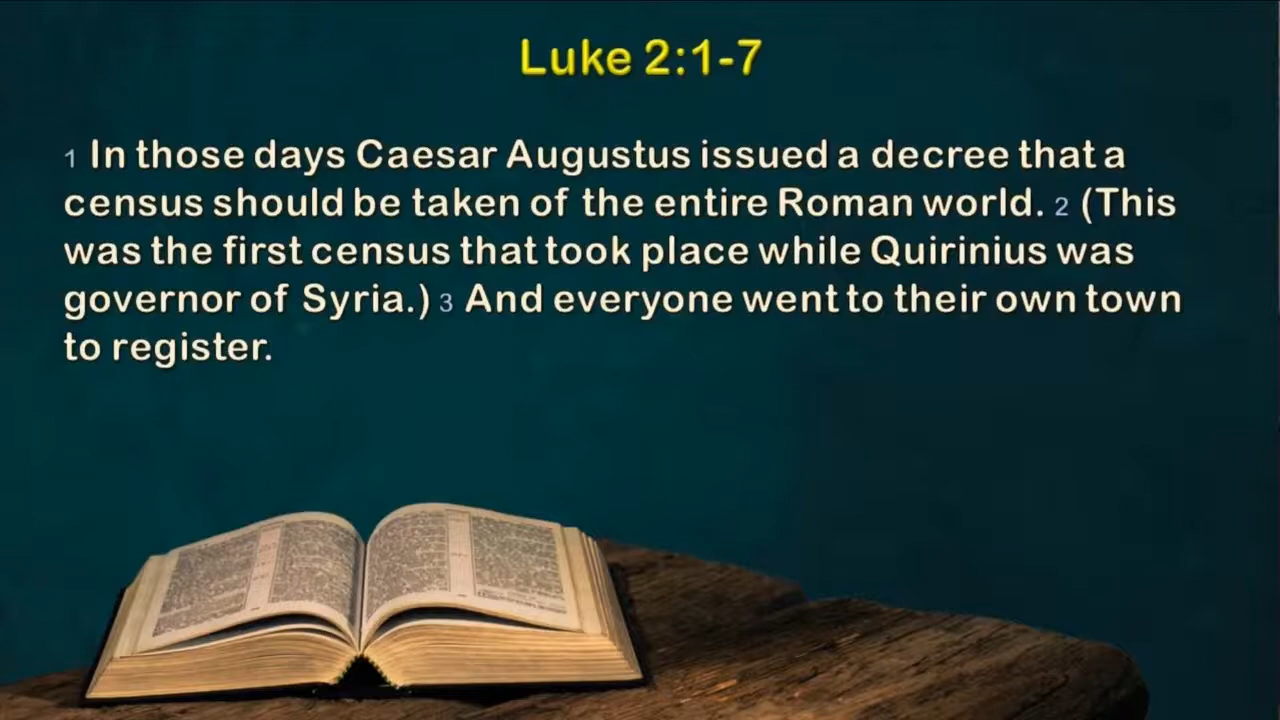 Luke 2:1-7
1 In those days Caesar Augustus issued a decree that a
census should be taken of the entire Roman world. 2 (This
was the first census that took place while Quirinius was
governor of Syria.) 3 And everyone went to their own town
to register.